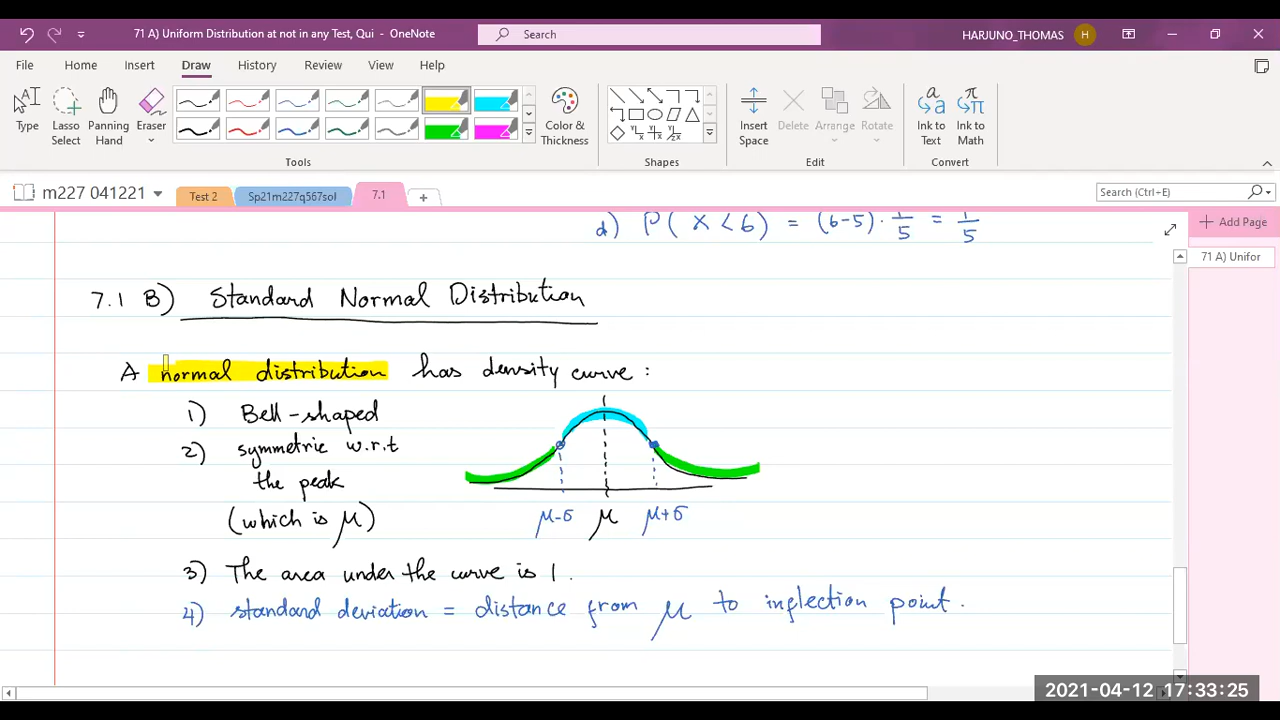 71 A) Uniform Distribution at not in any Test, Qui - OneNote
Search
HARJUNO_THOMAS
H
File Home Insert Draw History Review View Help
Type
Lasso Select
Panning Hand
Eraser
Color & Thickness
Insert Space
Delete
Arrange
Rotate
Ink to Text
Ink to Math
Tools
Shapes
Edit
Convert
m227 041221
Test 2
Sp21m227q567sol
7.1
Search (Ctrl+E)
Add Page
71 A) Unifor
d) P( X < 6) = (6-5) · 1/5 = 1/5
7.1 B) Standard Normal Distribution
A normal distribution has density curve :
1) Bell-shaped
2) symmetric w.r.t
the peak
(which is μ)
μ-σ μ μ+σ
3) The area under the curve is 1.
4) standard deviation = distance from μ to inflection point.
2021-04-12 17:33:25